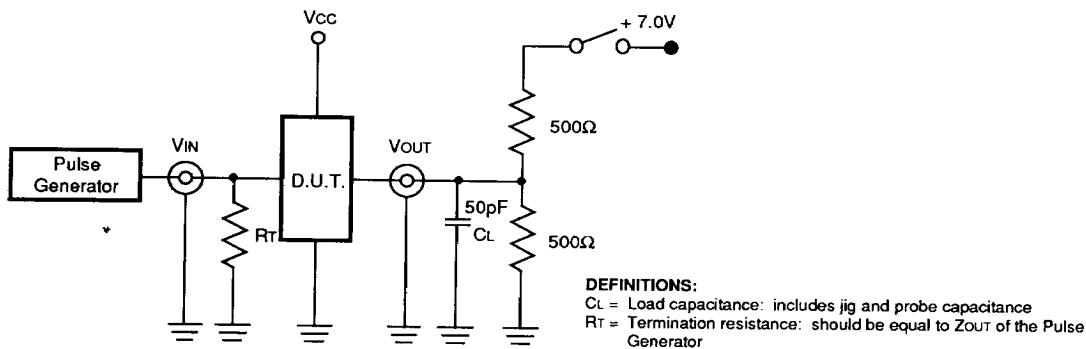 Vcc
+ 7.0V
500Ω
VIN
VOUT
Pulse
Generator
D.U.T.
50pF
CL
RT
500Ω
DEFINITIONS:
CL = Load capacitance: includes jig and probe capacitance
RT = Termination resistance: should be equal to ZOUT of the Pulse
Generator